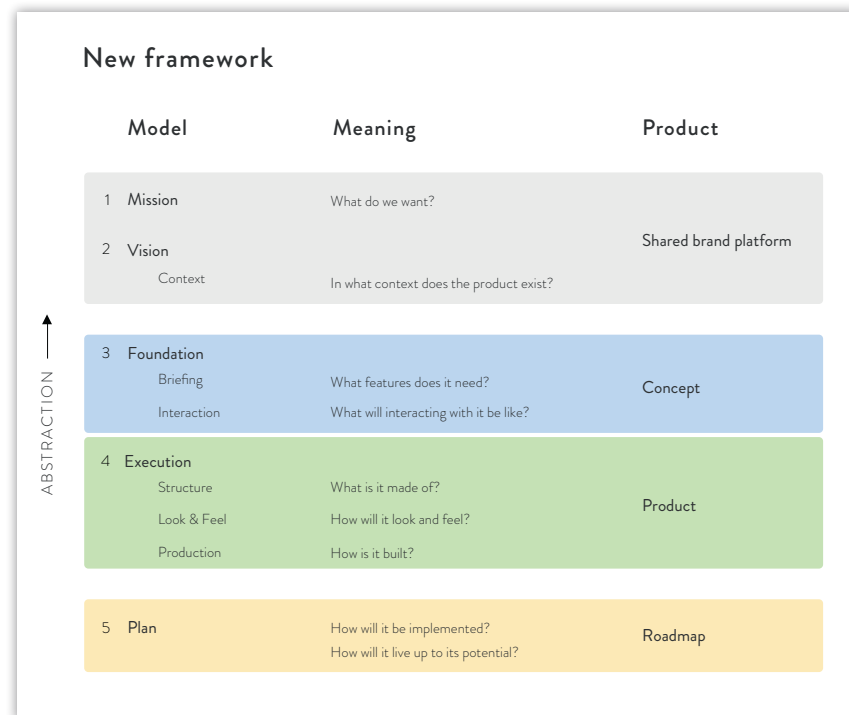 New framework
Model Meaning Product
1 Mission What do we want?
2 Vision Shared brand platform
Context In what context does the product exist?
ABSTRACTION
3 Foundation
Briefing What features does it need? Concept
Interaction What will interacting with it be like?
4 Execution
Structure What is it made of? Product
Look & Feel How will it look and feel?
Production How is it built?
5 Plan How will it be implemented? Roadmap
How will it live up to its potential?